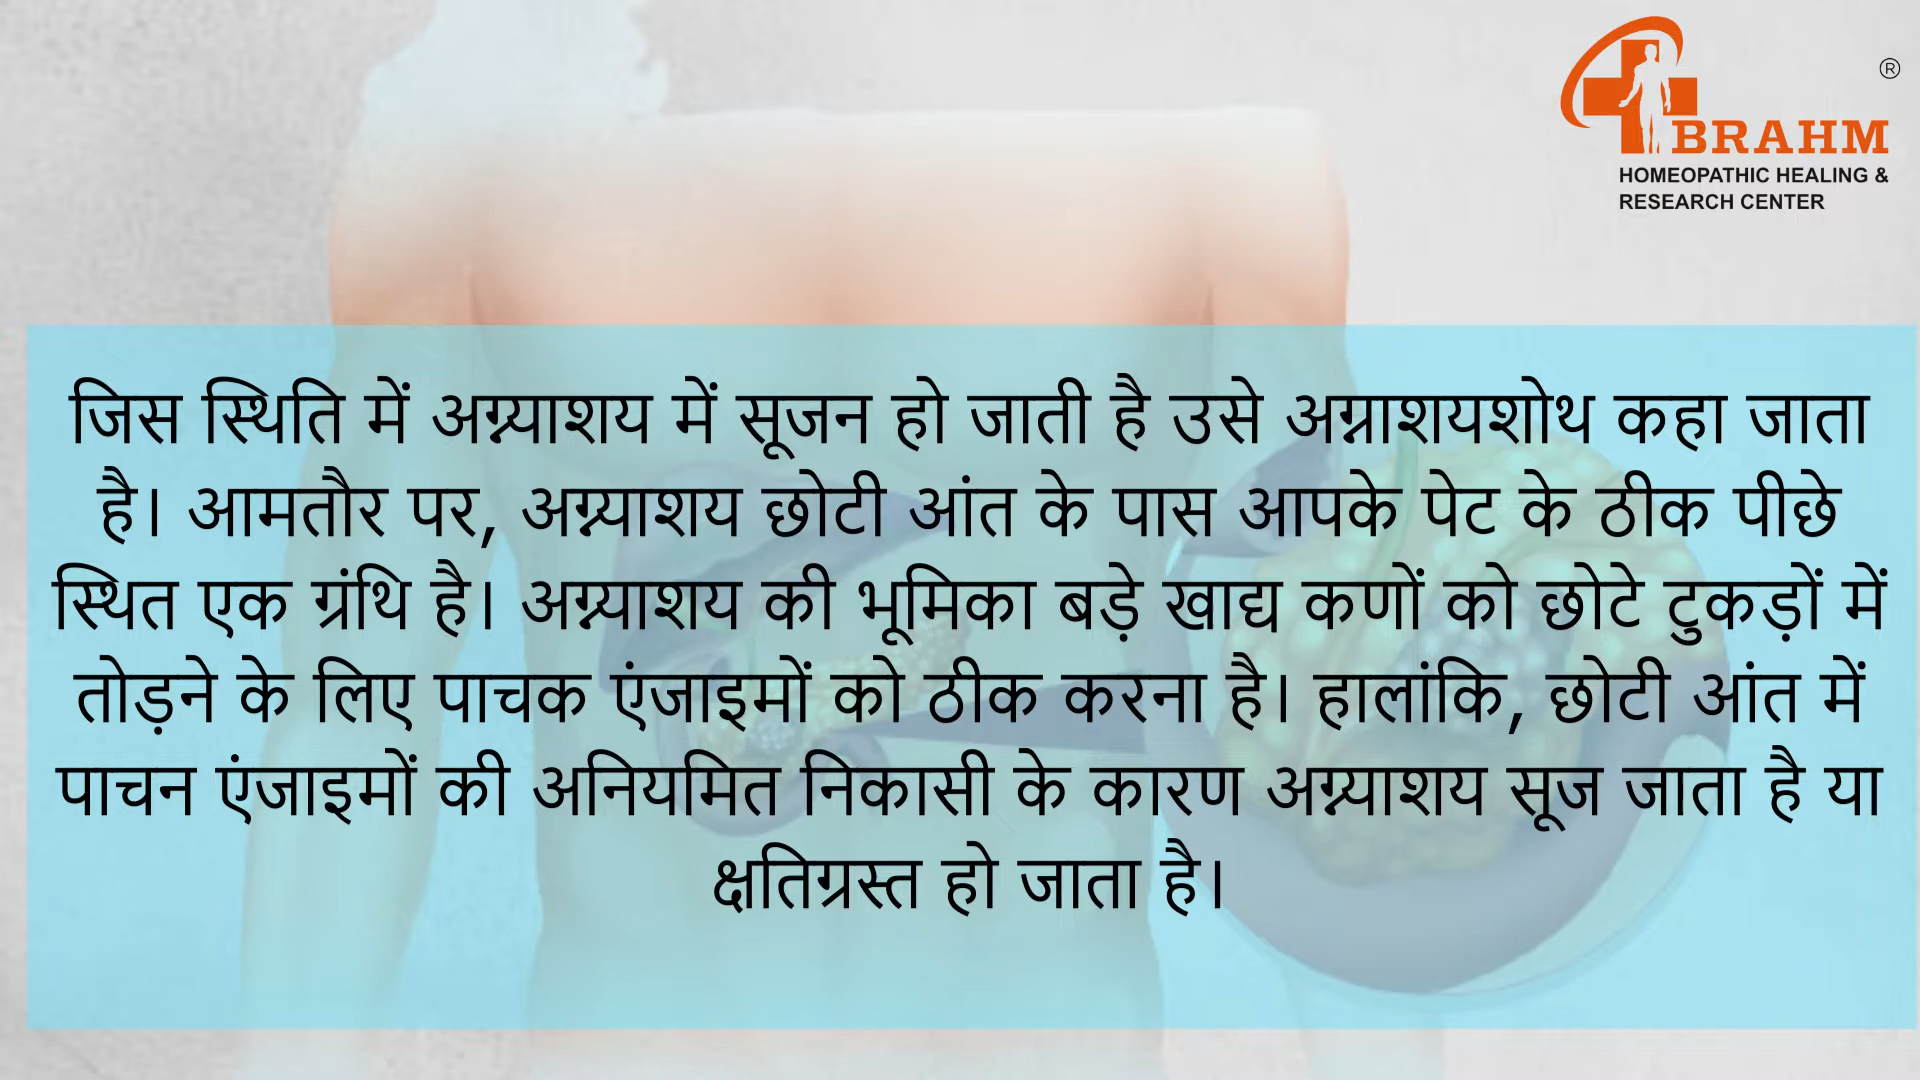 ®
BRAHM
HOMEOPATHIC HEALING &
RESEARCH CENTER
जिस स्थिति में अग्न्याशय में सूजन हो जाती है उसे अग्नाशयशोथ कहा जाता
है। आमतौर पर, अग्न्याशय छोटी आंत के पास आपके पेट के ठीक पीछे
स्थित एक ग्रंथि है। अग्न्याशय की भूमिका बड़े खाद्य कणों को छोटे टुकड़ों में
तोड़ने के लिए पाचक एंजाइमों को ठीक करना है। हालांकि, छोटी आंत में
पाचन एंजाइमों की अनियमित निकासी के कारण अग्न्याशय सूज जाता है या
क्षतिग्रस्त हो जाता है।